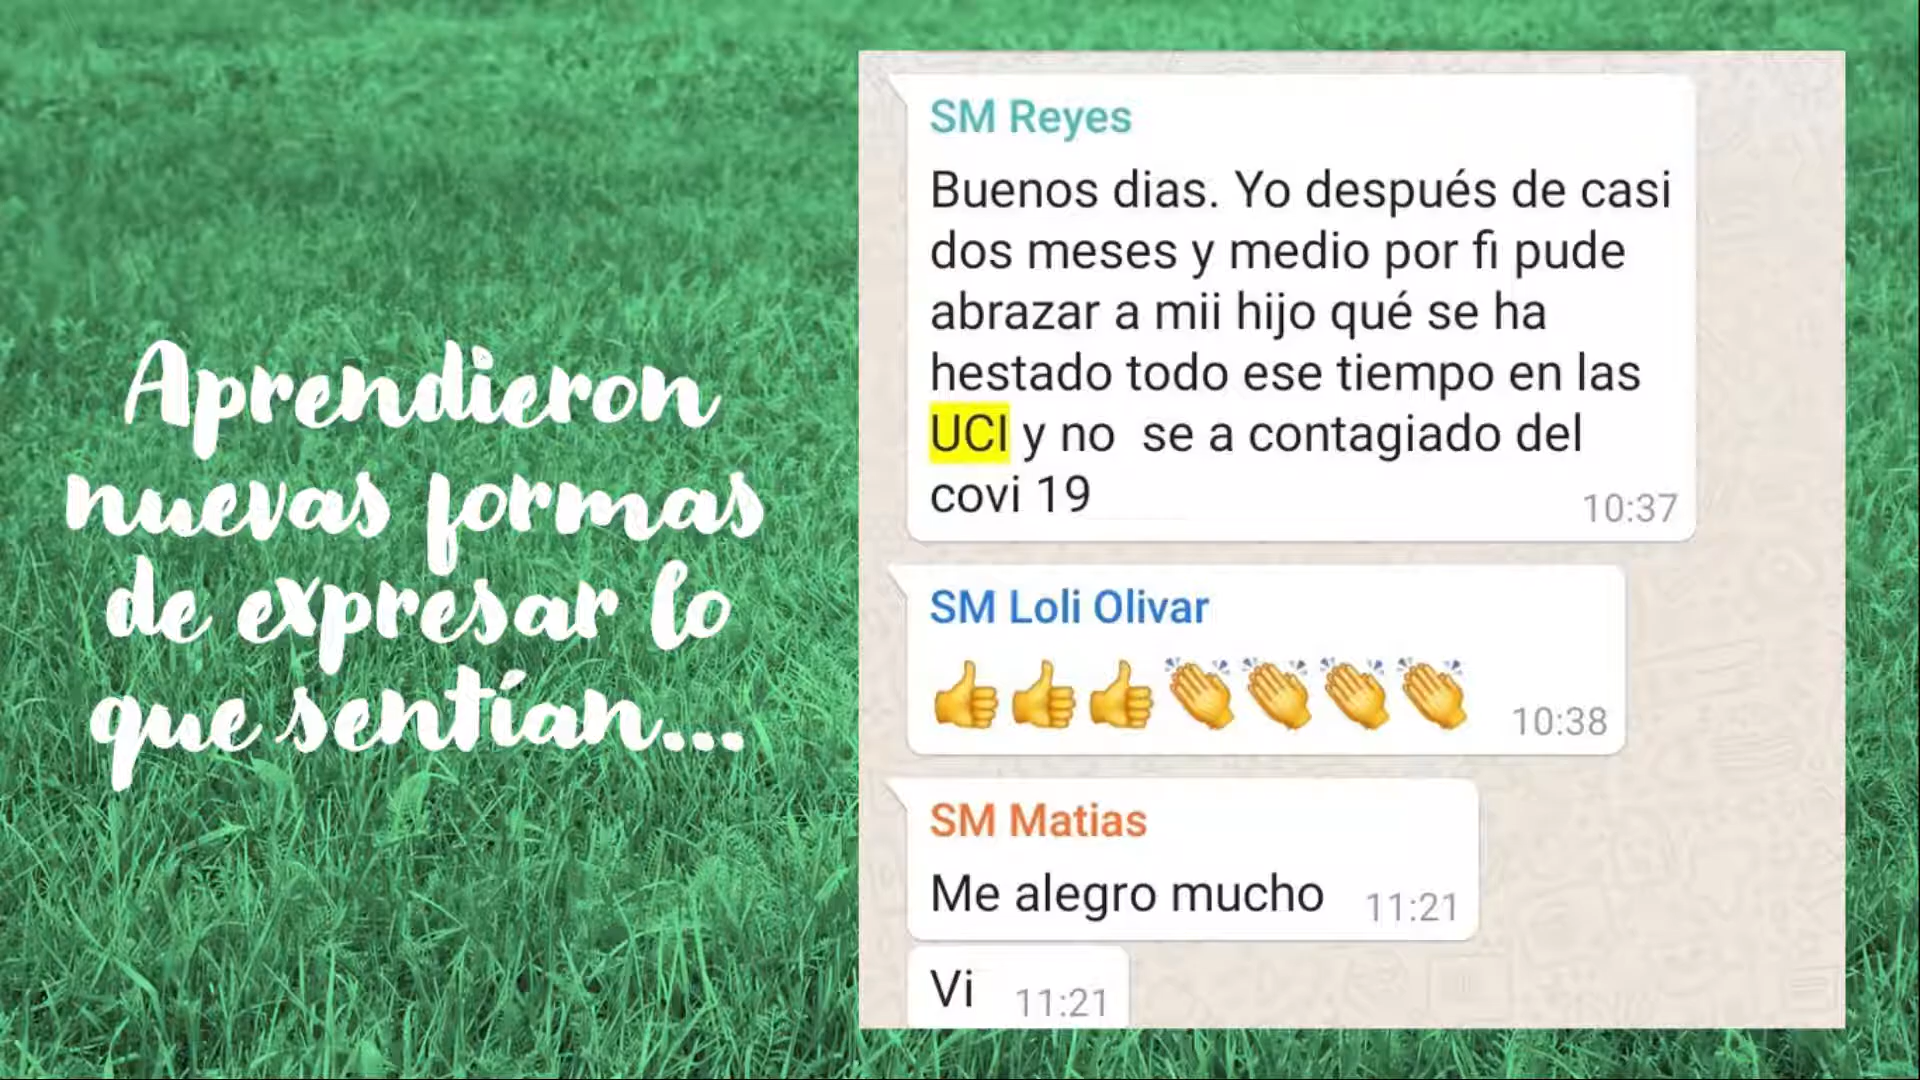 Aprendieron
nuevas formas
de expresar lo
que sentían...
SM Reyes
Buenos dias. Yo después de casi
dos meses y medio por fi pude
abrazar a mii hijo qué se ha
hestado todo ese tiempo en las
UCI y no  se a contagiado del
covi 19
10:37
SM Loli Olivar
👍👍👍👏👏👏👏 10:38
SM Matias
Me alegro mucho 11:21
Vi 11:21